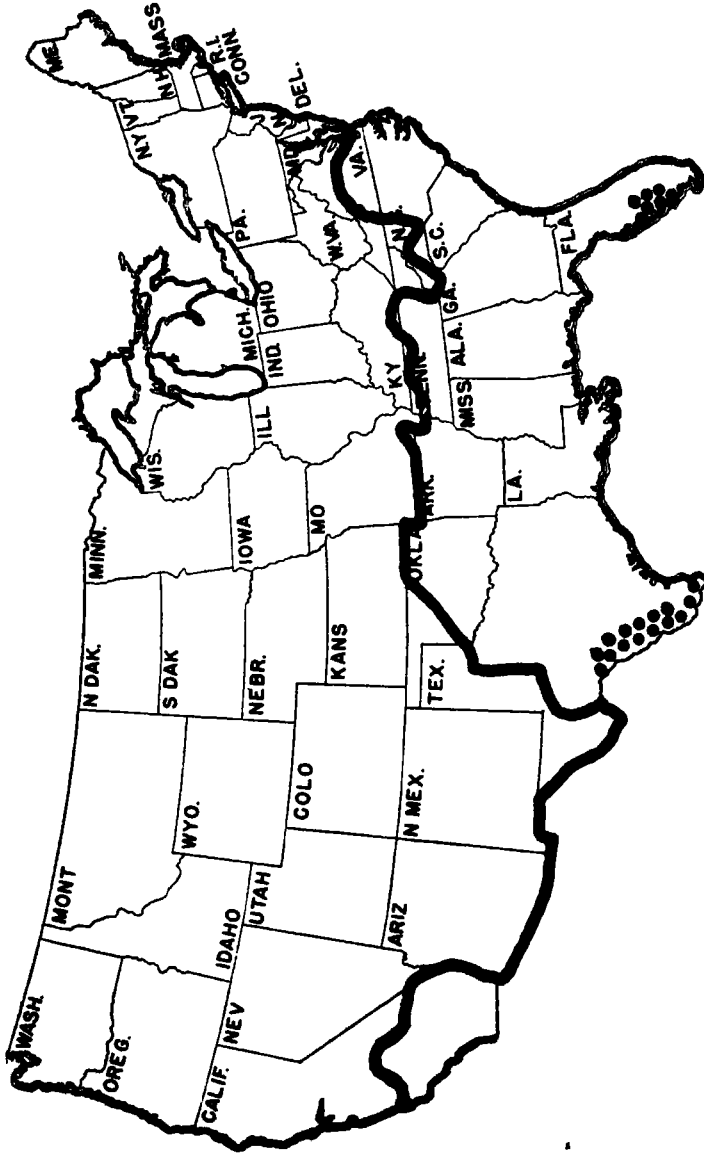 WASH.
OREG.
CALIF.
NEV
IDAHO
MONT
WYO.
UTAH
COLO
ARIZ
N MEX.
N DAK.
S DAK
NEBR.
KANS
TEX.
OKLA
MINN.
IOWA
MO
ARK.
LA.
WIS.
ILL
MICH.
IND.
OHIO
KY
TENN.
MISS
ALA.
GA.
FLA.
S.C.
N.
VA.
W.VA.
MD.
DEL.
N J
PA.
N.Y
VT.
N H
MASS
R.I.
CONN.
ME.